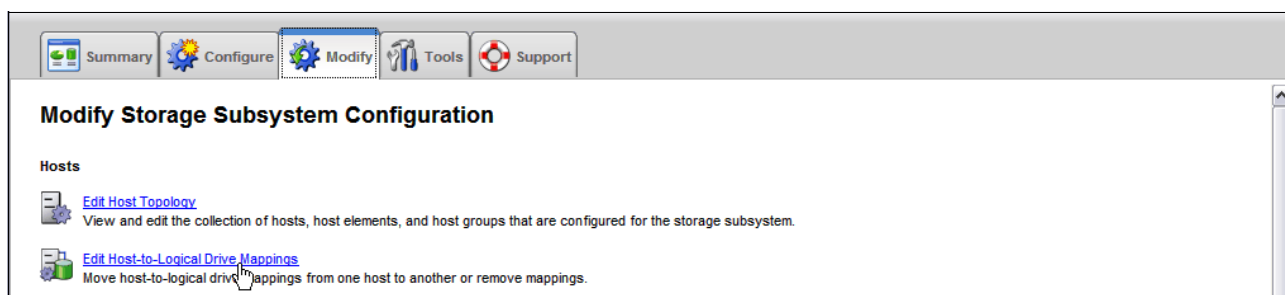 Summary Configure Modify Tools Support
Modify Storage Subsystem Configuration
Hosts
Edit Host Topology
View and edit the collection of hosts, host elements, and host groups that are configured for the storage subsystem.
Edit Host-to-Logical Drive Mappings
Move host-to-logical drive mappings from one host to another or remove mappings.